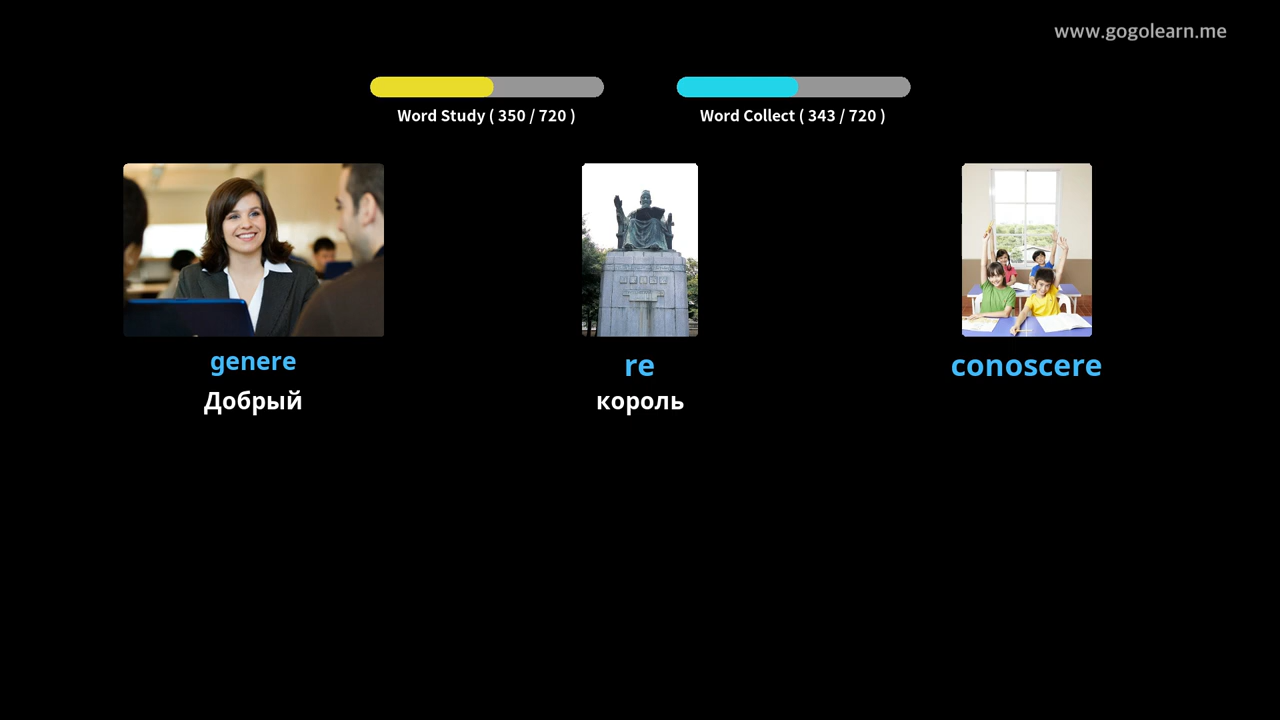 www.gogolearn.me
Word Study ( 350 / 720 )
Word Collect ( 343 / 720 )
genere
re
conoscere
Добрый
король